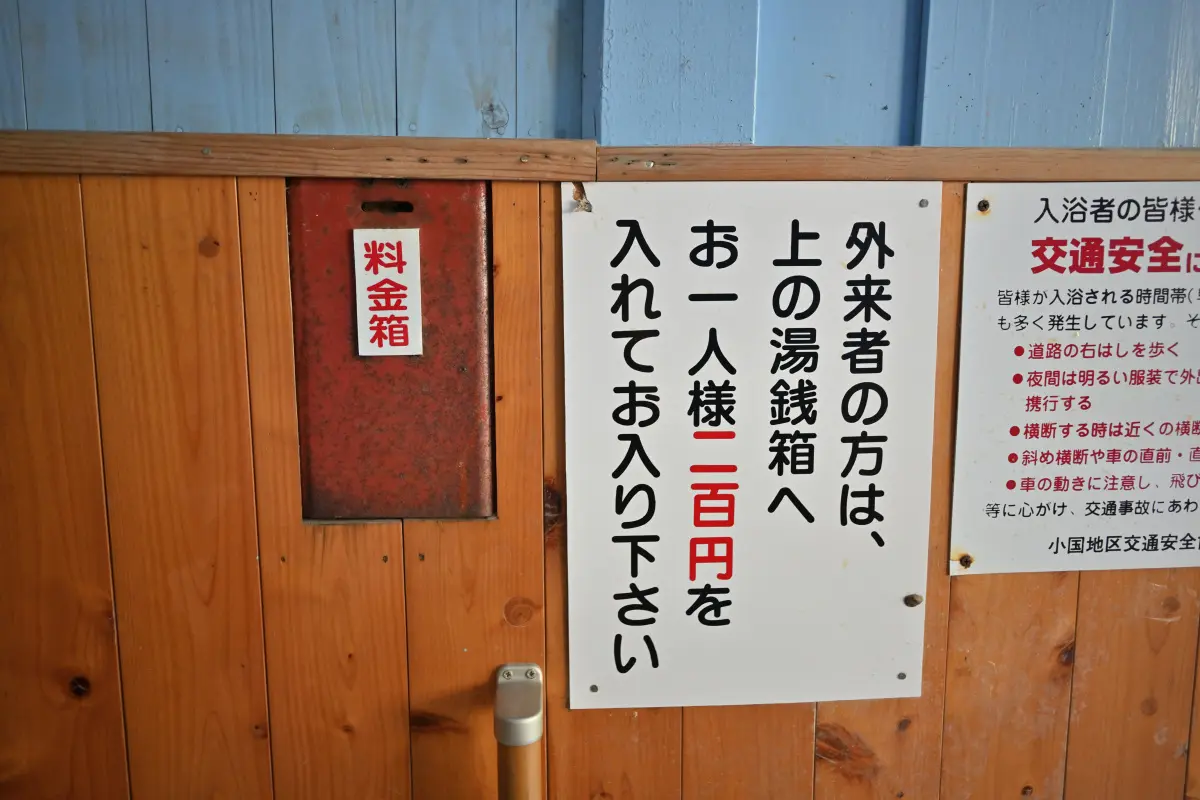 料金箱
外来者の方は、
上の湯銭箱へ
お一人様二百円を
入れてお入り下さい
入浴者の皆様
交通安全に
皆様が入浴される時間帯(
も多く発生しています。そ
●道路の右はしを歩く
●夜間は明るい服装で外出
携行する
●横断する時は近くの横断
●斜め横断や車の直前・直
●車の動きに注意し、飛び
等に心がけ、交通事故にあわ
小国地区交通安全